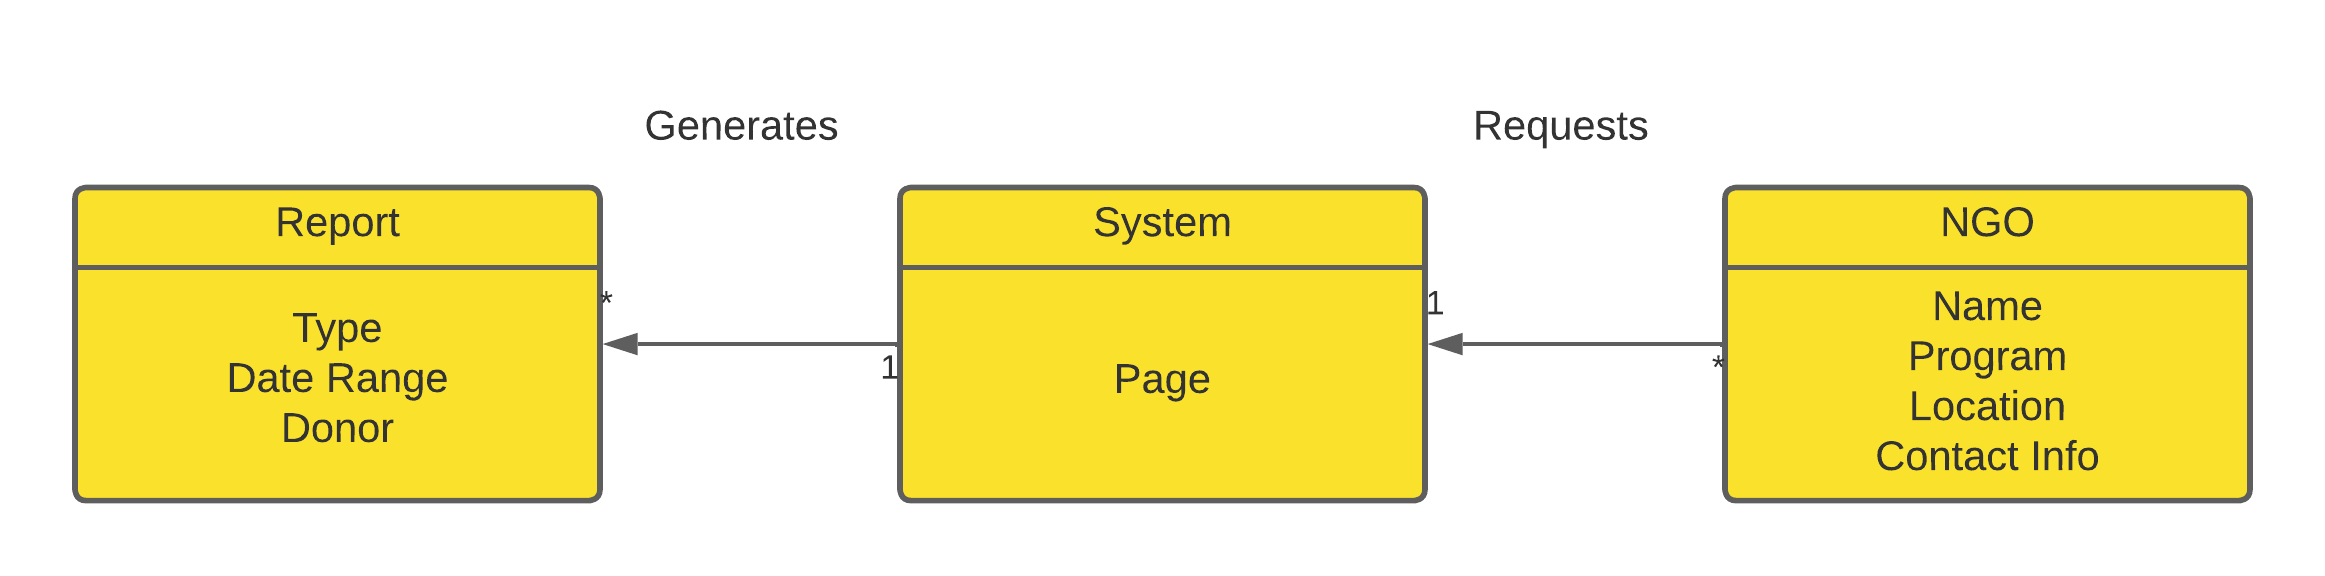 Generates
Requests
Report
System
NGO
*
1
Type
Date Range
Donor
1
Page
*
Name
Program
Location
Contact Info